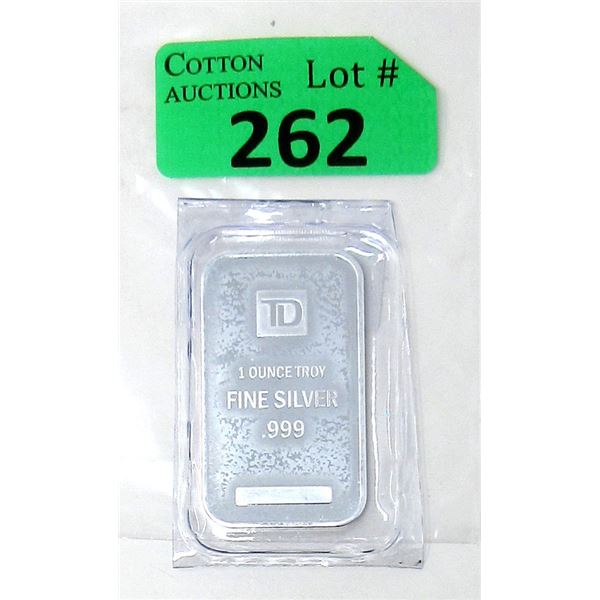 COTTON
AUCTIONS
Lot #
262
TD
1 OUNCE TROY
FINE SILVER
.999